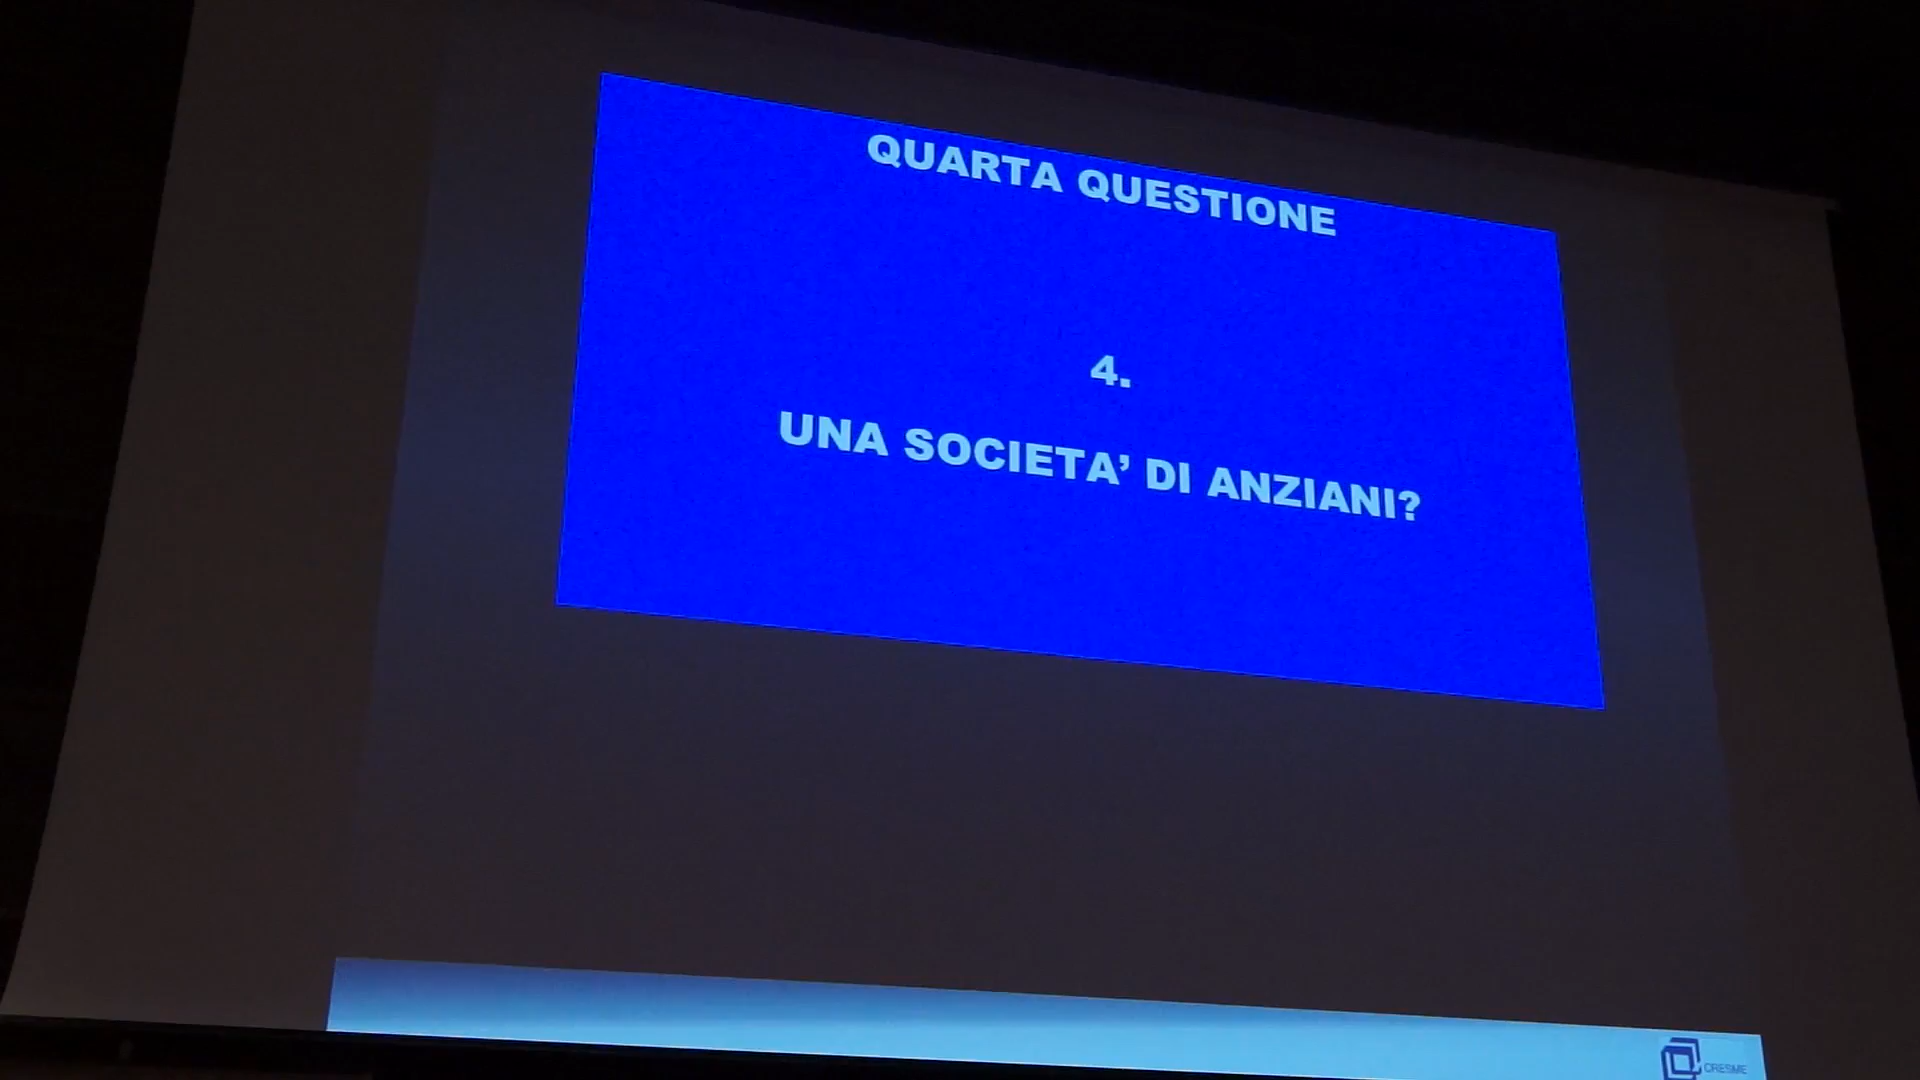 QUARTA QUESTIONE
4.
UNA SOCIETA’ DI ANZIANI?
CRESME